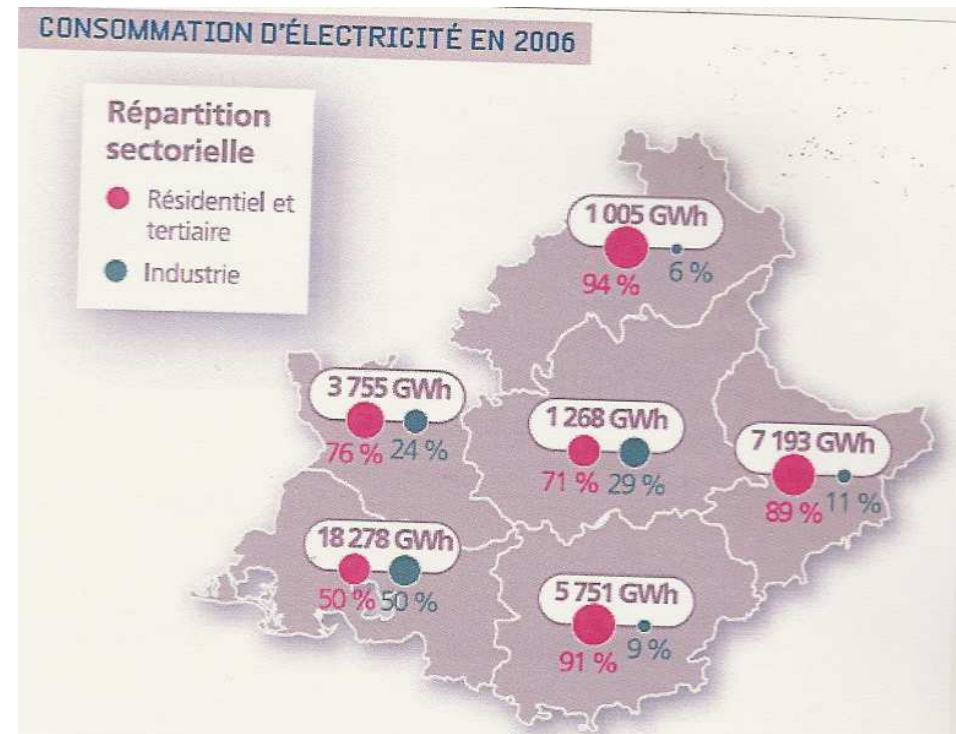 CONSOMMATION D'ÉLECTRICITÉ EN 2006
Répartition
sectorielle
Résidentiel et
tertiaire
Industrie
1 005 GWh
94 % 6 %
3 755 GWh
76 % 24 %
1 268 GWh
71 % 29 %
7 193 GWh
89 % 11 %
18 278 GWh
50 % 50 %
5 751 GWh
91 % 9 %